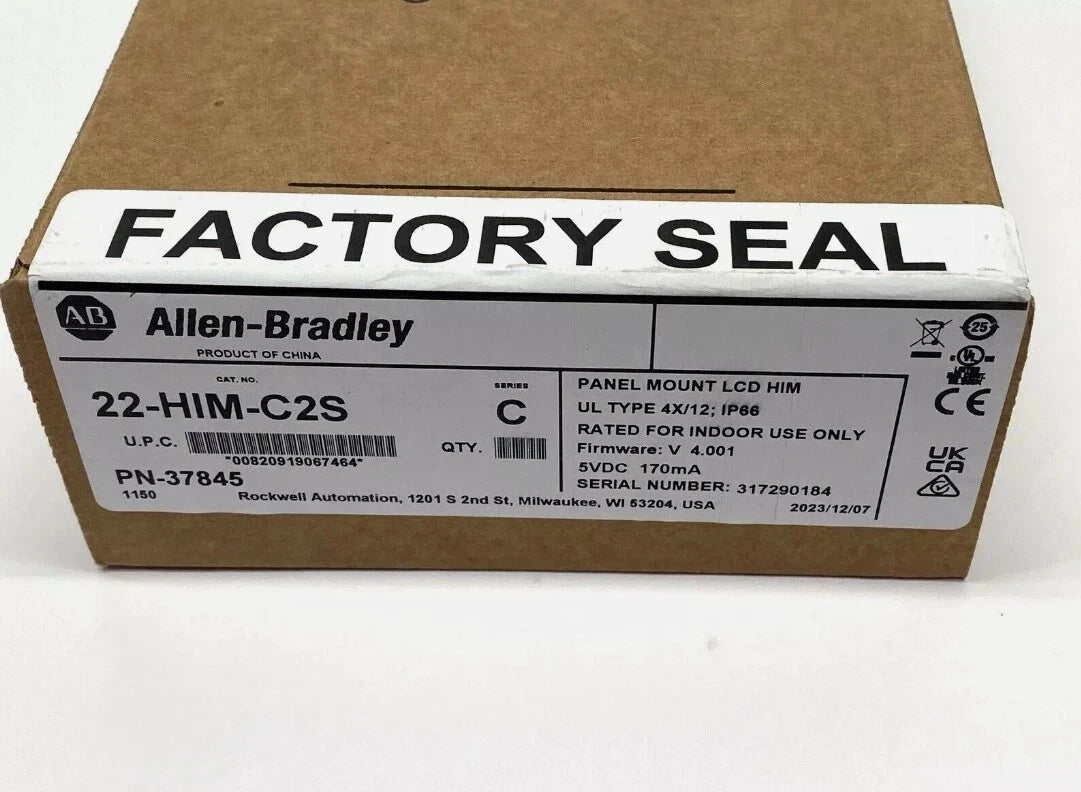 FACTORY SEAL
AB Allen-Bradley
PRODUCT OF CHINA
CAT. NO.
22-HIM-C2S
SERIES
C
U.P.C.
*00820919067464*
QTY.
PN-37845
1150
Rockwell Automation, 1201 S 2nd St, Milwaukee, WI 53204, USA
PANEL MOUNT LCD HIM
UL TYPE 4X/12; IP66
RATED FOR INDOOR USE ONLY
Firmware: V 4.001
5VDC 170mA
SERIAL NUMBER: 317290184
2023/12/07
25
UL
CE
UK
CA